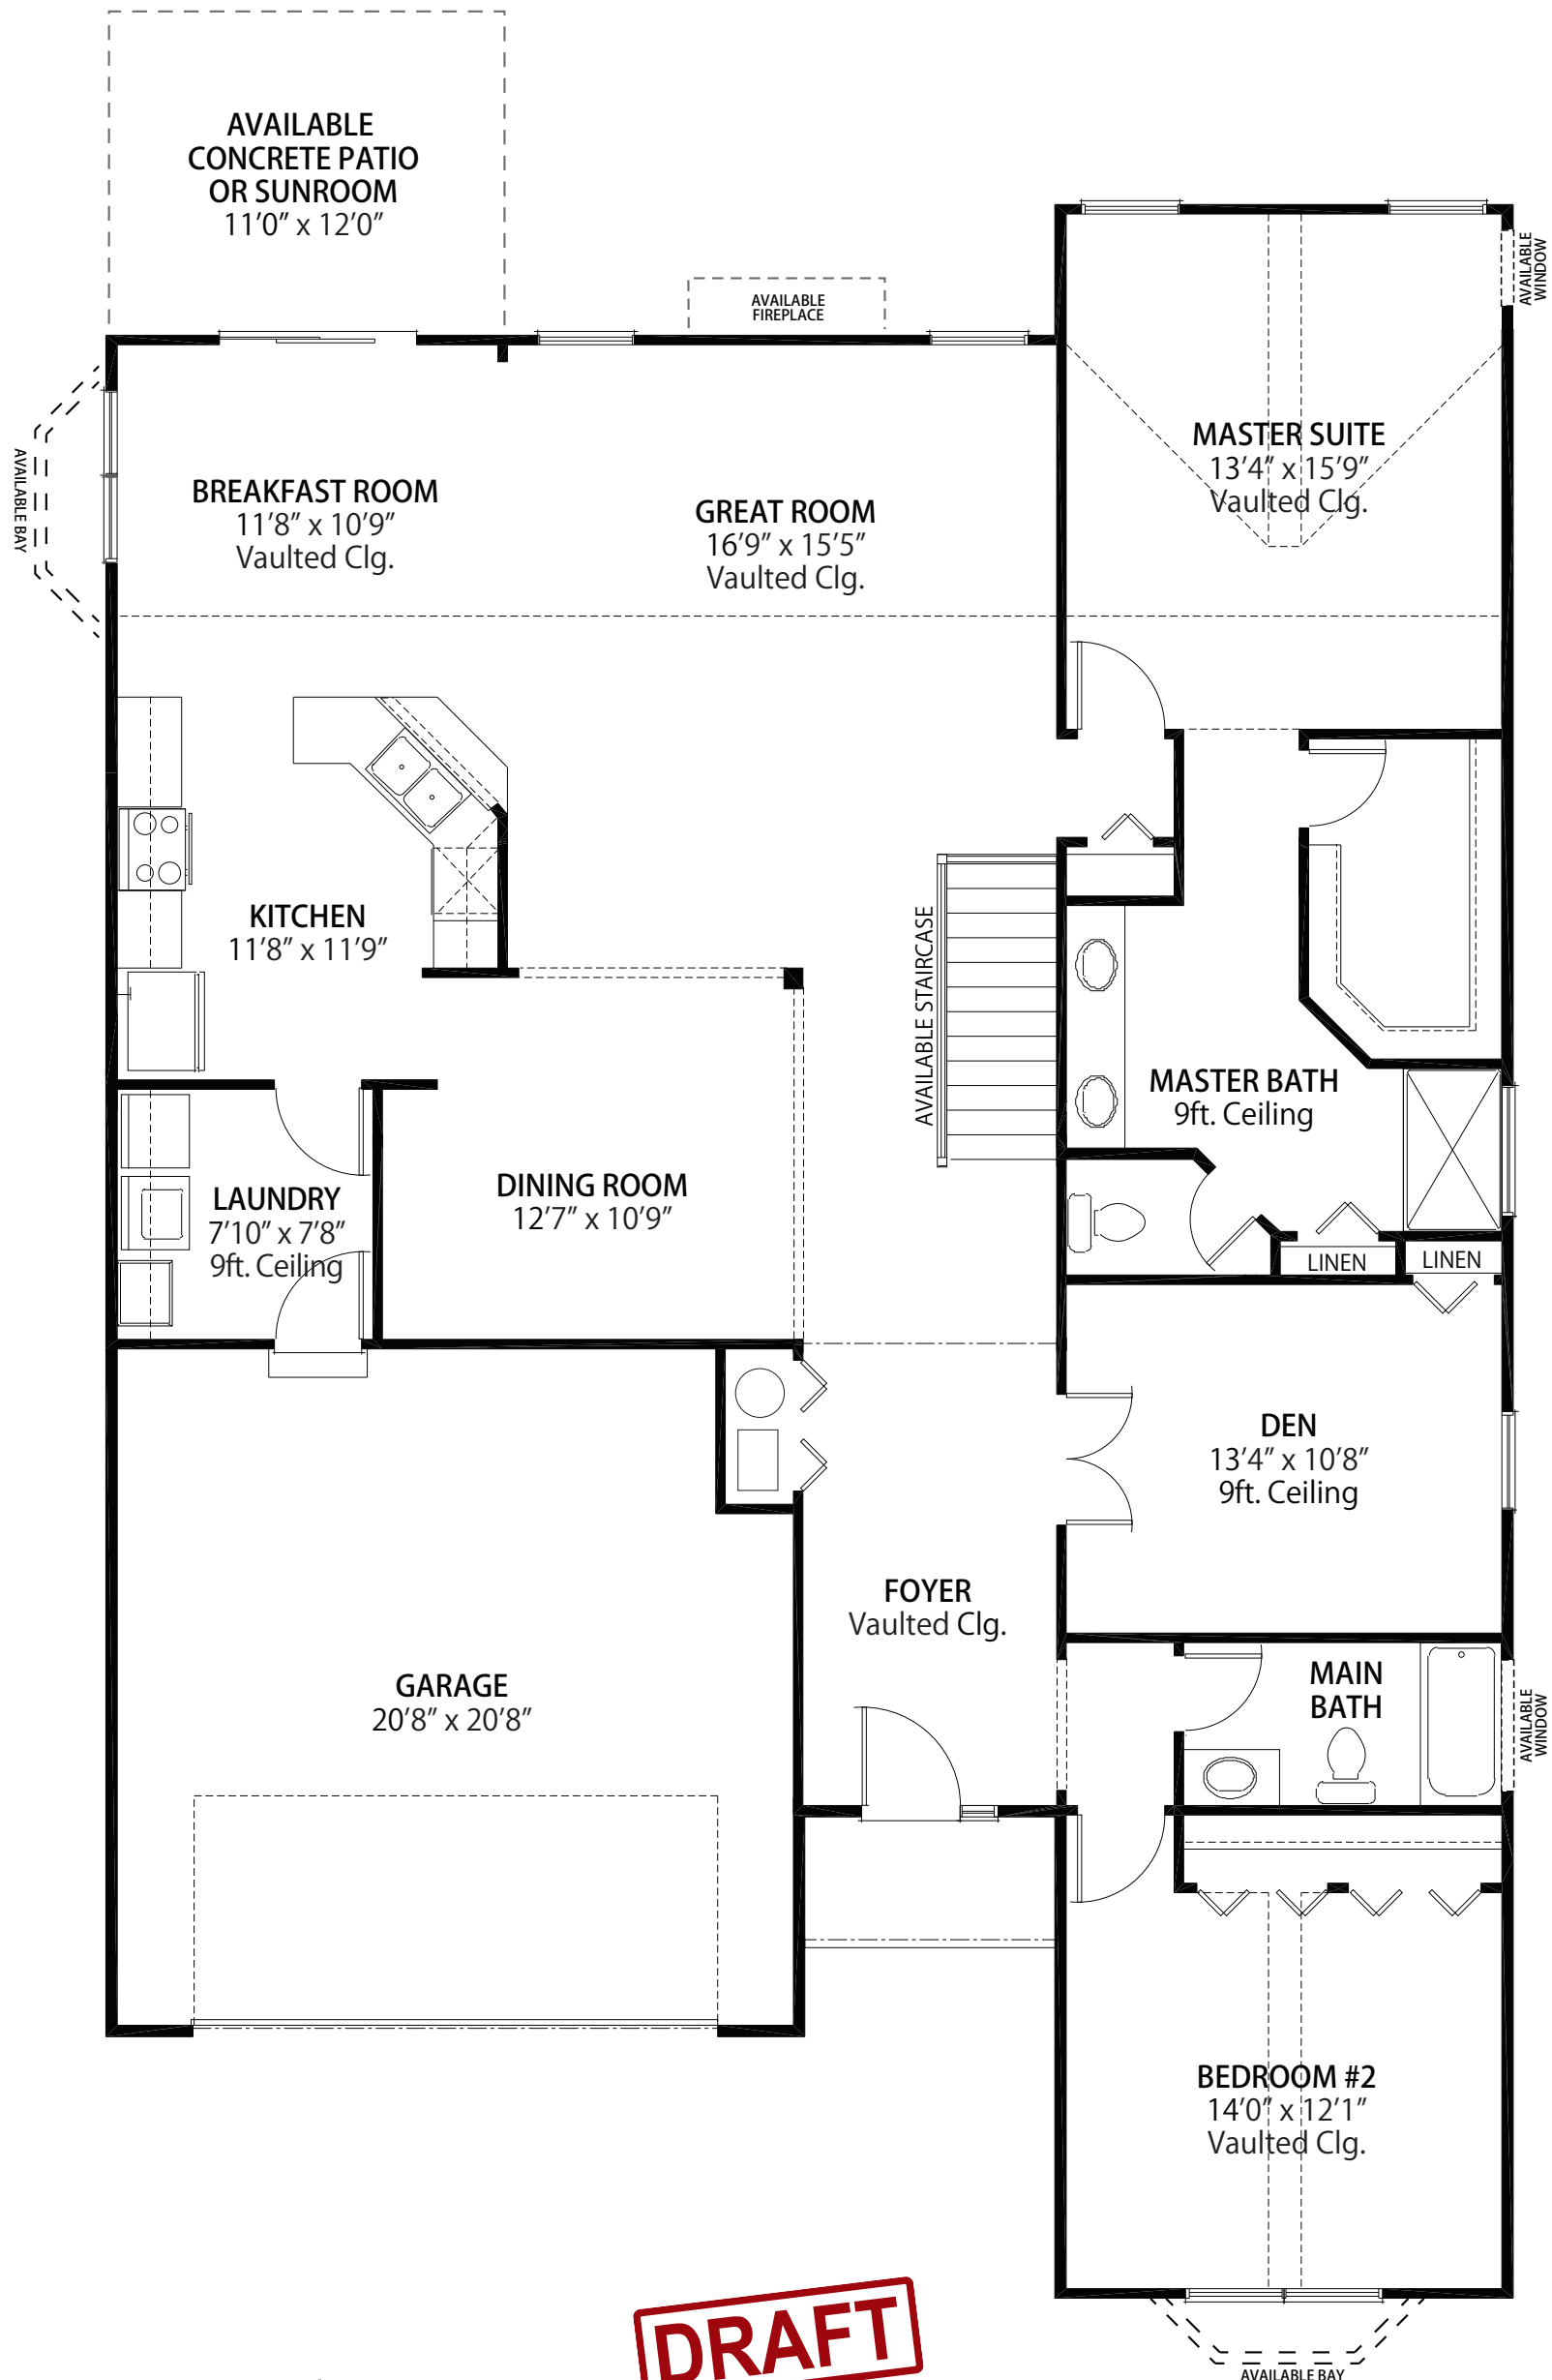 AVAILABLE
CONCRETE PATIO
OR SUNROOM
11’0” x 12’0”
AVAILABLE
FIREPLACE
AVAILABLE
WINDOW
MASTER SUITE
13’4” x 15’9”
Vaulted Clg.
AVAILABLE BAY
BREAKFAST ROOM
11’8” x 10’9”
Vaulted Clg.
GREAT ROOM
16’9” x 15’5”
Vaulted Clg.
KITCHEN
11’8” x 11’9”
AVAILABLE STAIRCASE
MASTER BATH
9ft. Ceiling
LAUNDRY
7’10” x 7’8”
9ft. Ceiling
DINING ROOM
12’7” x 10’9”
LINEN
LINEN
DEN
13’4” x 10’8”
9ft. Ceiling
FOYER
Vaulted Clg.
GARAGE
20’8” x 20’8”
MAIN
BATH
AVAILABLE
WINDOW
BEDROOM #2
14’0” x 12’1”
Vaulted Clg.
DRAFT
AVAILABLE BAY